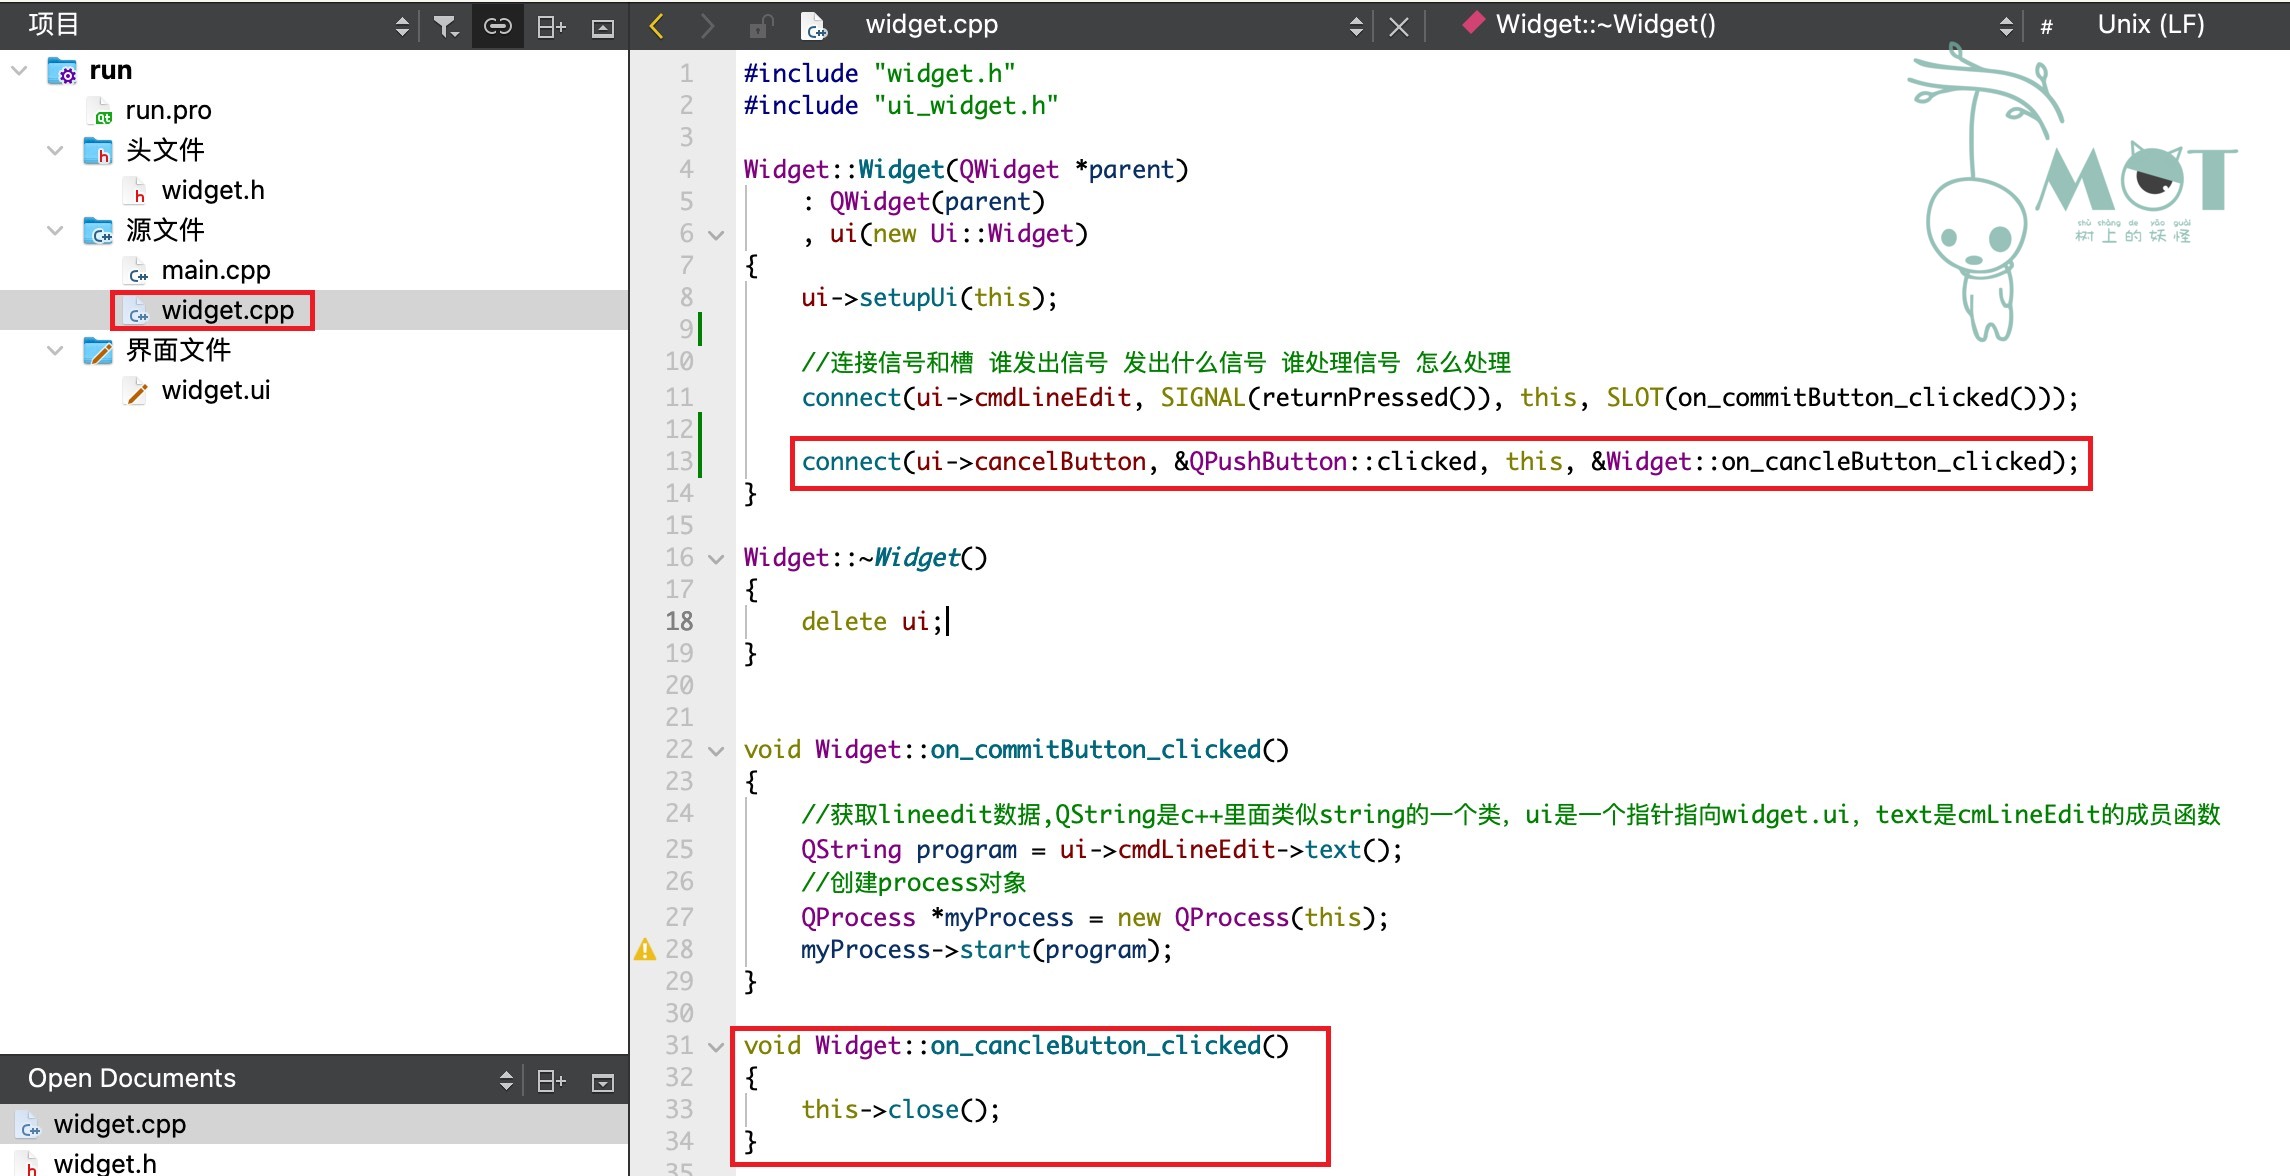 项目
run
run.pro
头文件
widget.h
源文件
main.cpp
widget.cpp
界面文件
widget.ui
Open Documents
widget.cpp
widget.h
widget.cpp
Widget::~Widget()
#
Unix (LF)
1 #include "widget.h"
2 #include "ui_widget.h"
3
4 Widget::Widget(QWidget *parent)
5 : QWidget(parent)
6 , ui(new Ui::Widget)
7 {
8 ui->setupUi(this);
9
10 //连接信号和槽 谁发出信号 发出什么信号 谁处理信号 怎么处理
11 connect(ui->cmdLineEdit, SIGNAL(returnPressed()), this, SLOT(on_commitButton_clicked()));
12
13 connect(ui->cancelButton, &QPushButton::clicked, this, &Widget::on_cancleButton_clicked);
14 }
15
16 Widget::~Widget()
17 {
18 delete ui;
19 }
20
21
22 void Widget::on_commitButton_clicked()
23 {
24 //获取lineedit数据,QString是c++里面类似string的一个类，ui是一个指针指向widget.ui，text是cmLineEdit的成员函数
25 QString program = ui->cmdLineEdit->text();
26 //创建process对象
27 QProcess *myProcess = new QProcess(this);
28 myProcess->start(program);
29 }
30
31 void Widget::on_cancleButton_clicked()
32 {
33 this->close();
34 }
35
MOT
shù shàng de yāo guài
树上的妖怪